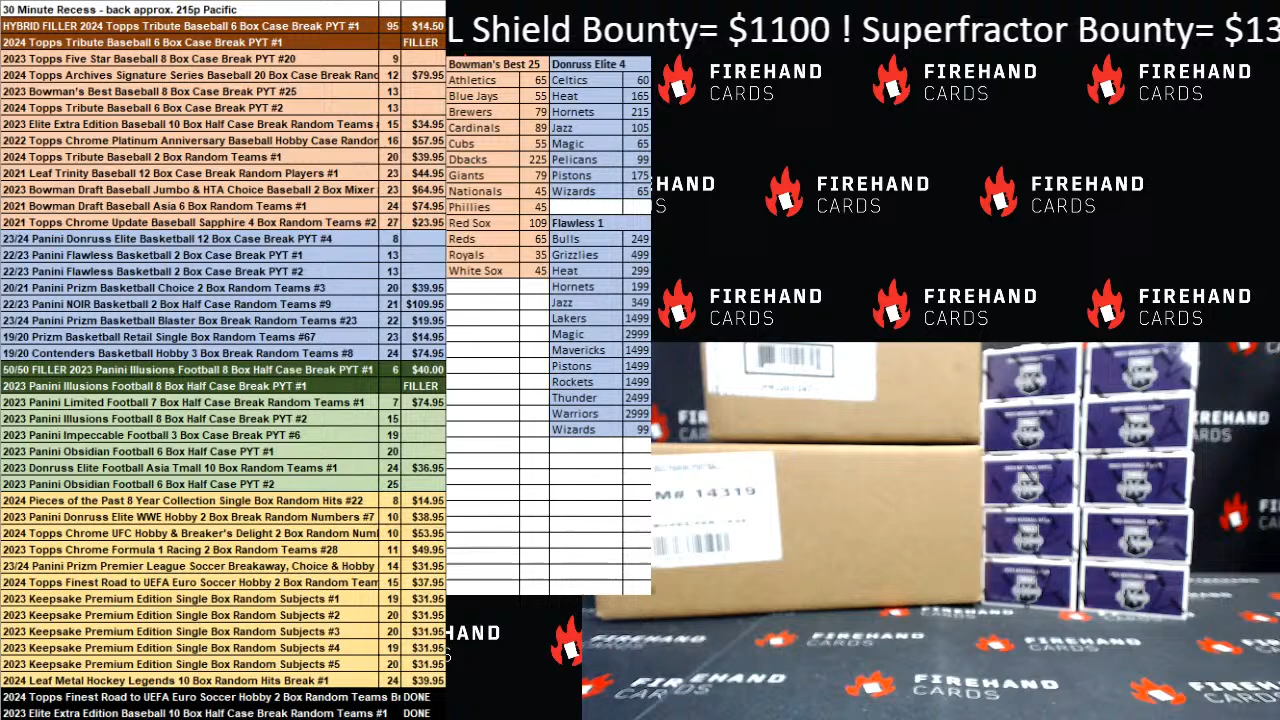 30 Minute Recess - back approx. 215p Pacific
HYBRID FILLER 2024 Topps Tribute Baseball 6 Box Case Break PYT #1 95 $14.50
2024 Topps Tribute Baseball 6 Box Case Break PYT #1 FILLER
2023 Topps Five Star Baseball 8 Box Case Break PYT #20 9
2024 Topps Archives Signature Series Baseball 20 Box Case Break Ranc 12 $79.95
2023 Bowman's Best Baseball 8 Box Case Break PYT #25 13
2024 Topps Tribute Baseball 6 Box Case Break PYT #2 13
2023 Elite Extra Edition Baseball 10 Box Half Case Break Random Teams 15 $34.95
2022 Topps Chrome Platinum Anniversary Baseball Hobby Case Randor 16 $57.95
2024 Topps Tribute Baseball 2 Box Random Teams #1 20 $39.95
2021 Leaf Trinity Baseball 12 Box Case Break Random Players #1 23 $44.95
2023 Bowman Draft Baseball Jumbo & HTA Choice Baseball 2 Box Mixer 23 $64.95
2021 Bowman Draft Baseball Asia 6 Box Random Teams #1 24 $74.95
2021 Topps Chrome Update Baseball Sapphire 4 Box Random Teams #2 27 $23.95
23/24 Panini Donruss Elite Basketball 12 Box Case Break PYT #4 8
22/23 Panini Flawless Basketball 2 Box Case Break PYT #1 13
22/23 Panini Flawless Basketball 2 Box Case Break PYT #2 13
20/21 Panini Prizm Basketball Choice 2 Box Random Teams #3 20 $39.95
22/23 Panini NOIR Basketball 2 Box Half Case Random Teams #9 21 $109.95
23/24 Panini Prizm Basketball Blaster Box Break Random Teams #23 22 $19.95
19/20 Prizm Basketball Retail Single Box Random Teams #67 23 $14.95
19/20 Contenders Basketball Hobby 3 Box Break Random Teams #8 24 $74.95
50/50 FILLER 2023 Panini Illusions Football 8 Box Half Case Break PYT #1 6 $40.00
2023 Panini Illusions Football 8 Box Half Case Break PYT #1 FILLER
2023 Panini Limited Football 7 Box Half Case Break Random Teams #1 7 $74.95
2023 Panini Illusions Football 8 Box Half Case Break PYT #2 15
2023 Panini Impeccable Football 3 Box Case Break PYT #6 19
2023 Panini Obsidian Football 6 Box Half Case PYT #1 20
2023 Donruss Elite Football Asia Tmall 10 Box Random Teams #1 24 $36.95
2023 Panini Obsidian Football 6 Box Half Case PYT #2 25
2024 Pieces of the Past 8 Year Collection Single Box Random Hits #22 8 $14.95
2023 Panini Donruss Elite WWE Hobby 2 Box Break Random Numbers #7 10 $38.95
2024 Topps Chrome UFC Hobby & Breaker's Delight 2 Box Random Numl 10 $53.95
2023 Topps Chrome Formula 1 Racing 2 Box Random Teams #28 11 $49.95
23/24 Panini Prizm Premier League Soccer Breakaway, Choice & Hobby 14 $31.95
2024 Topps Finest Road to UEFA Euro Soccer Hobby 2 Box Random Team 15 $37.95
2023 Keepsake Premium Edition Single Box Random Subjects #1 19 $31.95
2023 Keepsake Premium Edition Single Box Random Subjects #2 20 $31.95
2023 Keepsake Premium Edition Single Box Random Subjects #3 20 $31.95
2023 Keepsake Premium Edition Single Box Random Subjects #4 19 $31.95
2023 Keepsake Premium Edition Single Box Random Subjects #5 20 $31.95
2024 Leaf Metal Hockey Legends 10 Box Random Hits Break #1 24 $39.95
2024 Topps Finest Road to UEFA Euro Soccer Hobby 2 Box Random Teams Br DONE
2023 Elite Extra Edition Baseball 10 Box Half Case Break Random Teams #1 DONE
L Shield Bounty= $1100 ! Superfractor Bounty= $13
Bowman's Best 25
Athletics 65
Blue Jays 55
Brewers 79
Cardinals 89
Cubs 55
Dbacks 225
Giants 79
Nationals 45
Phillies 45
Red Sox 109
Reds 65
Royals 35
White Sox 45
Donruss Elite 4
Celtics 60
Heat 165
Hornets 215
Jazz 105
Magic 65
Pelicans 99
Pistons 175
Wizards 65
Flawless 1
Bulls 249
Grizzlies 499
Heat 299
Hornets 199
Jazz 349
Lakers 1499
Magic 2999
Mavericks 1499
Pistons 1499
Rockets 1499
Thunder 2499
Warriors 2999
Wizards 99
FIREHAND CARDS
FIREHAND CARDS
FIREHAND CARDS
HAND
FIREHAND CARDS
FIREHAND CARDS
FIREHAND CARDS
FIREHAND CARDS
FIREHAND CARDS
M# 14319
HAND CARDS
HAND
FIREHAND CARDS
FIREHAND
FIREHAND CARDS
FIREHAND CARDS